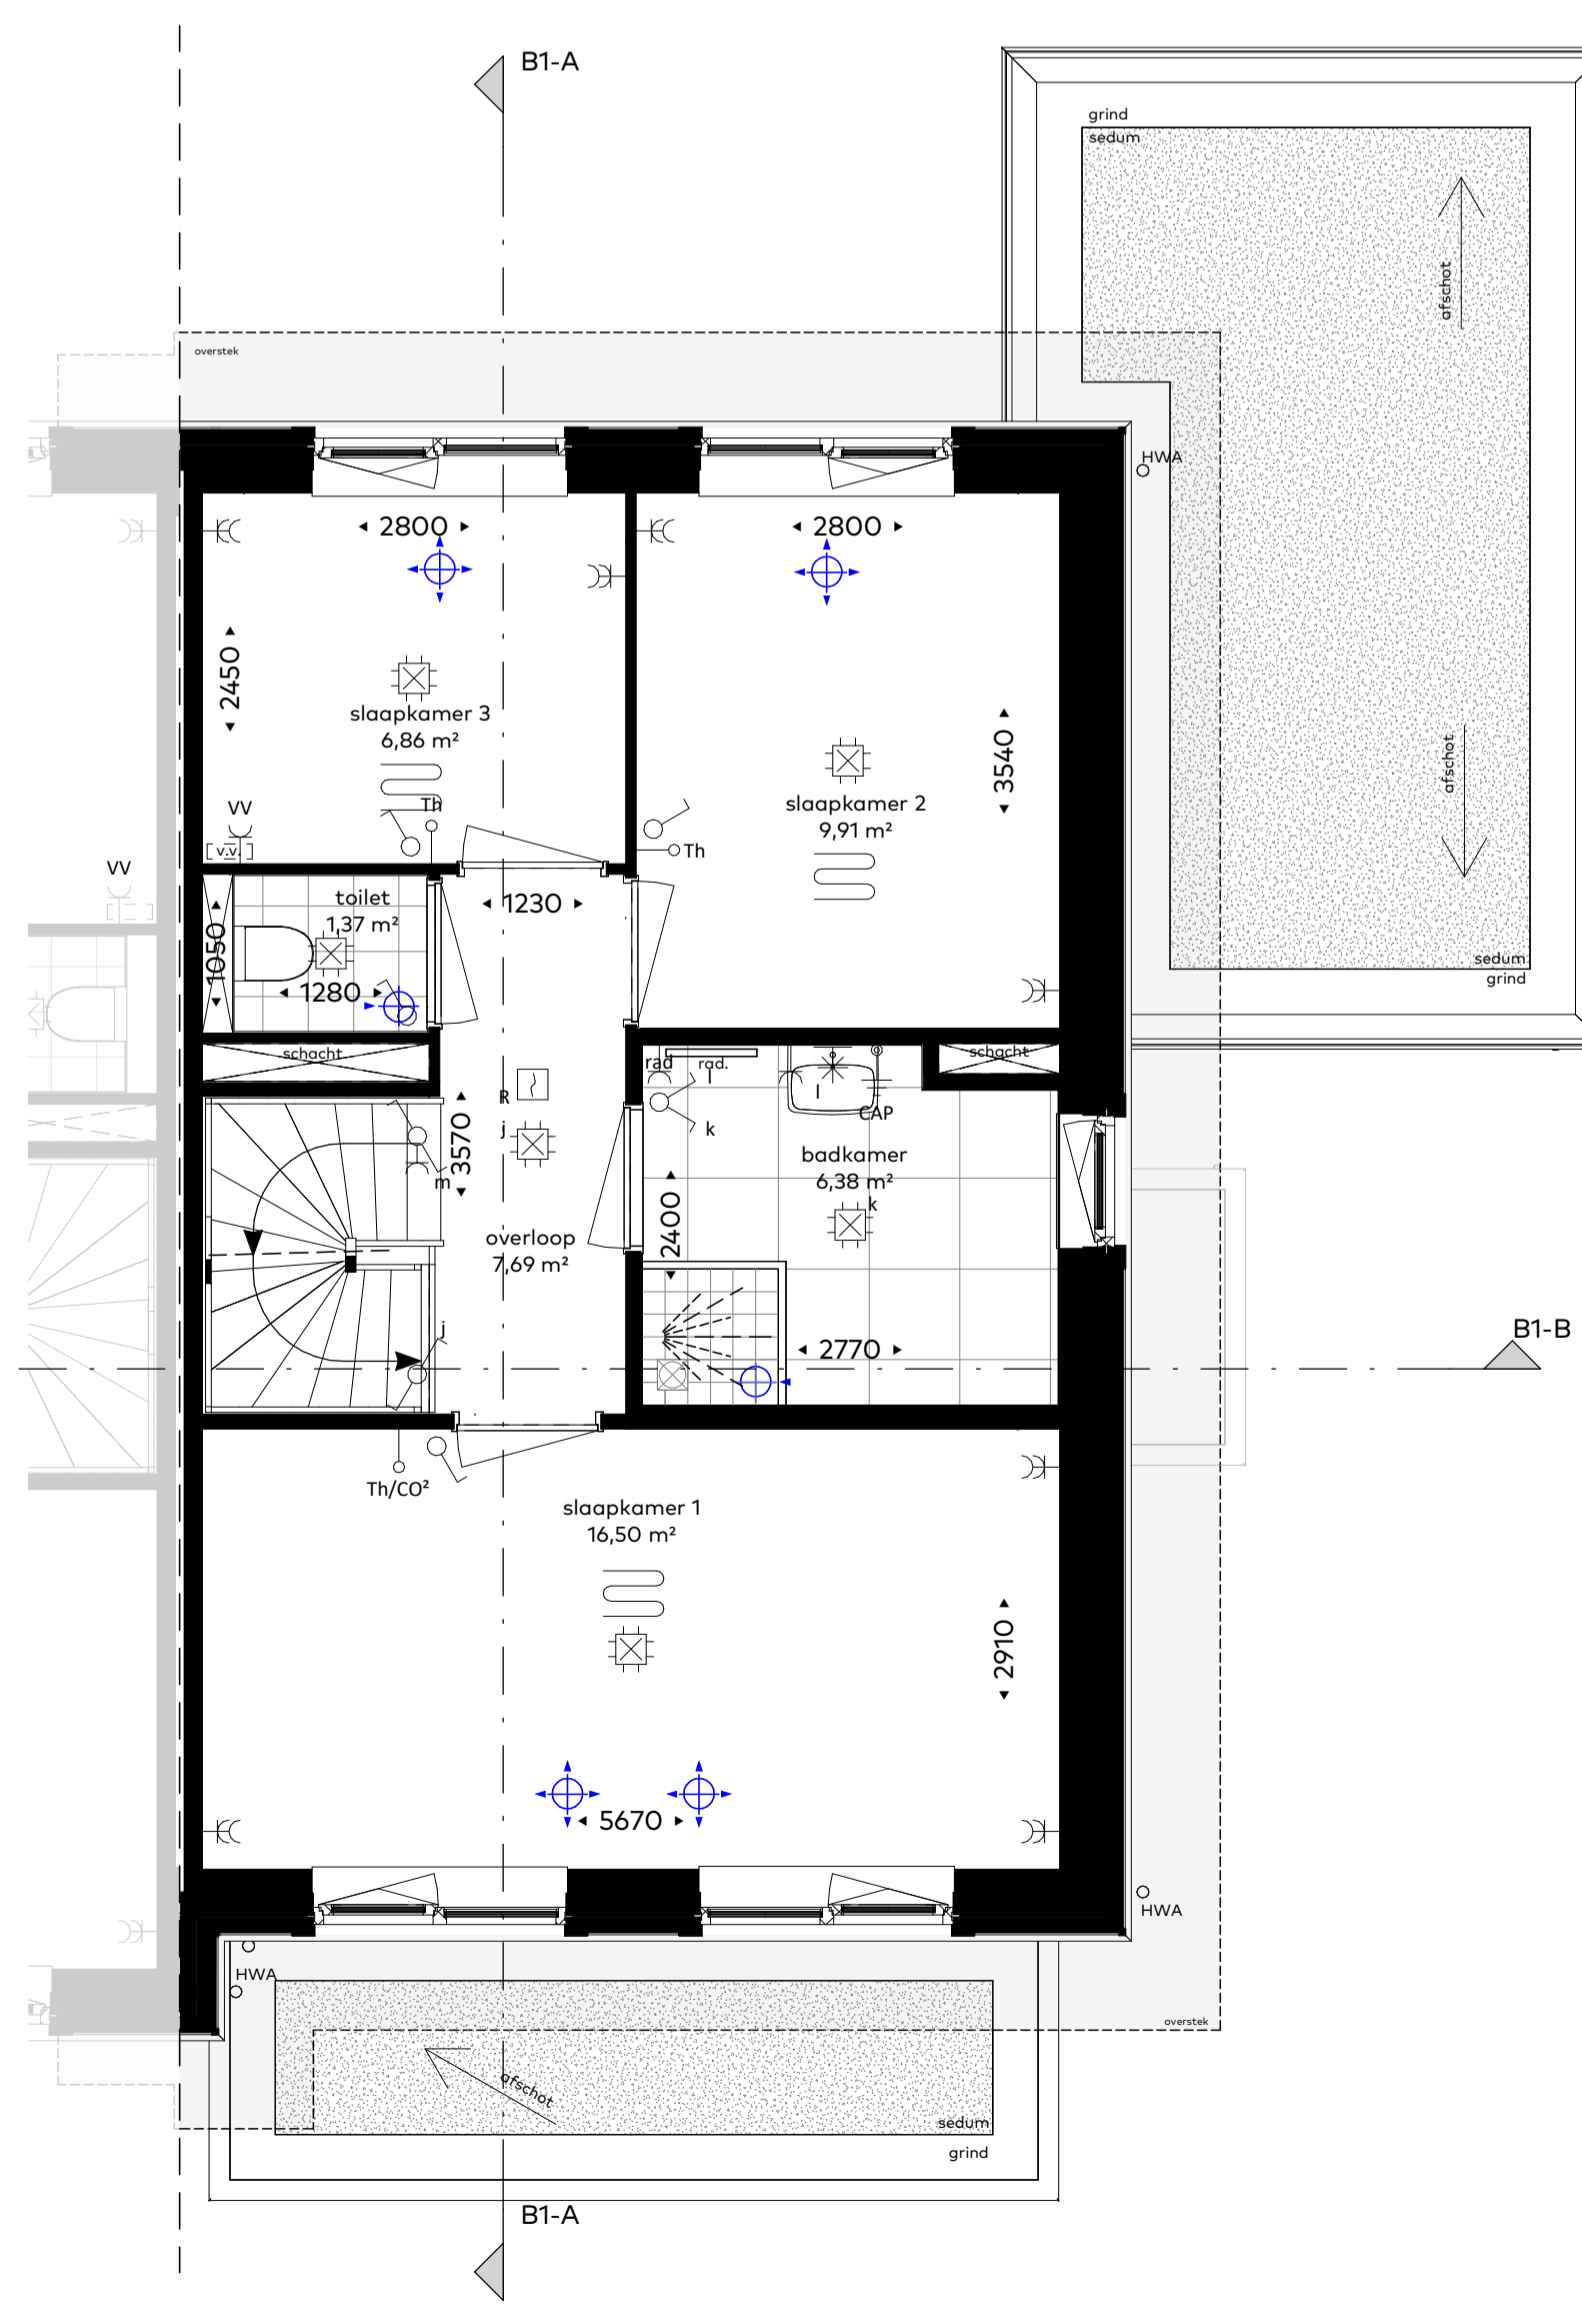 B1-A
grind
sedum
afschot
overstek
HWA
2800
2800
2450
slaapkamer 3
6,86 m²
3540
afschot
slaapkamer 2
9,91 m²
VV
Th
v.v.
Th
VV
toilet
1,37 m²
1230
1050
1280
sedum
grind
schacht
rad
rad.
l
schacht
l
R
CAP
j
k
3570
badkamer
6,38 m²
m
k
2400
overloop
7,69 m²
j
2770
B1-B
Th/CO²
slaapkamer 1
16,50 m²
2910
5670
HWA
HWA
overstek
afschot
sedum
grind
B1-A